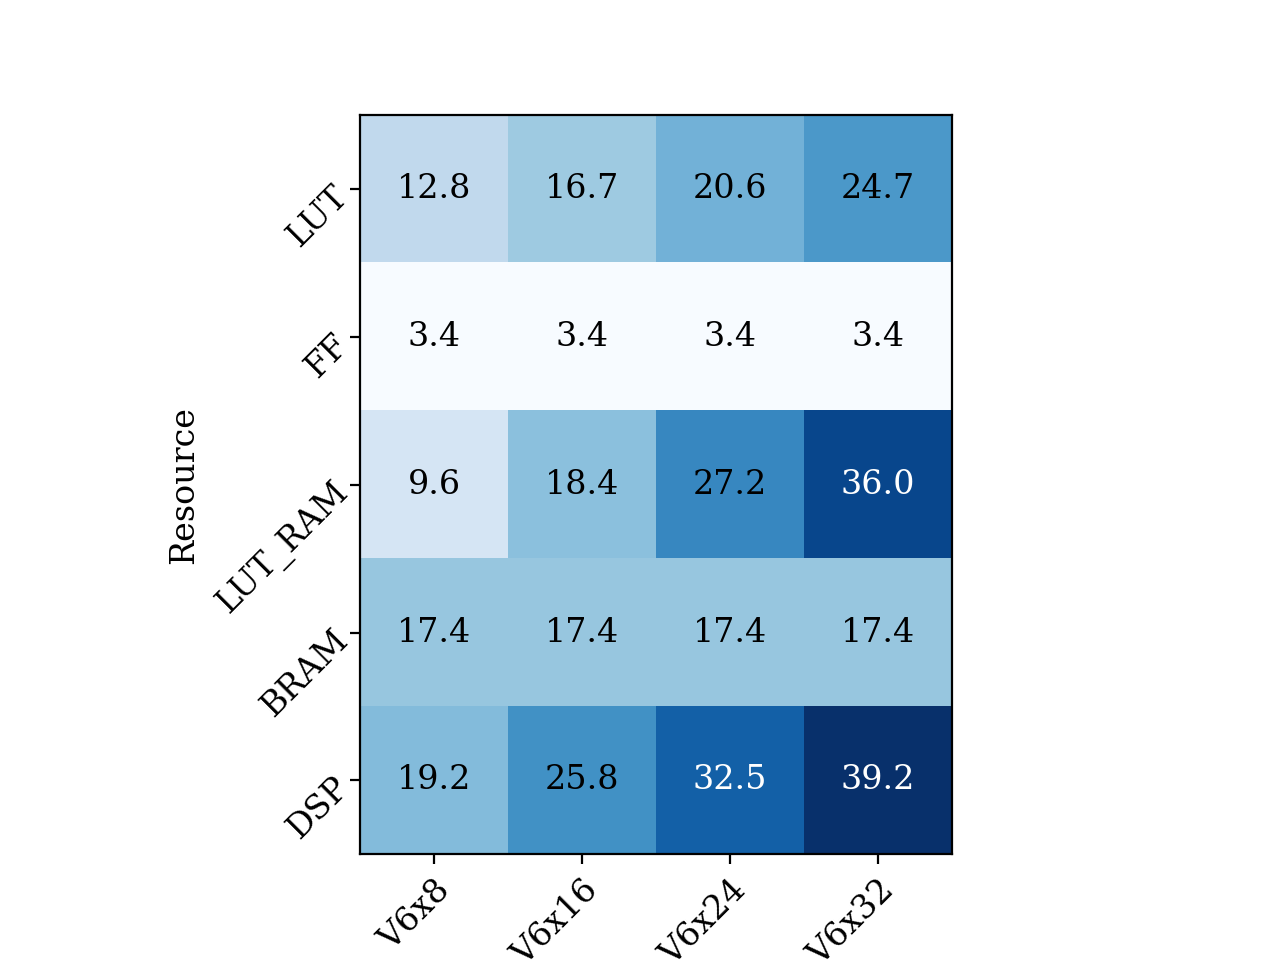 Resource
LUT 12.8 16.7 20.6 24.7
FF 3.4 3.4 3.4 3.4
LUT_RAM 9.6 18.4 27.2 36.0
BRAM 17.4 17.4 17.4 17.4
DSP 19.2 25.8 32.5 39.2
V6x8 V6x16 V6x24 V6x32